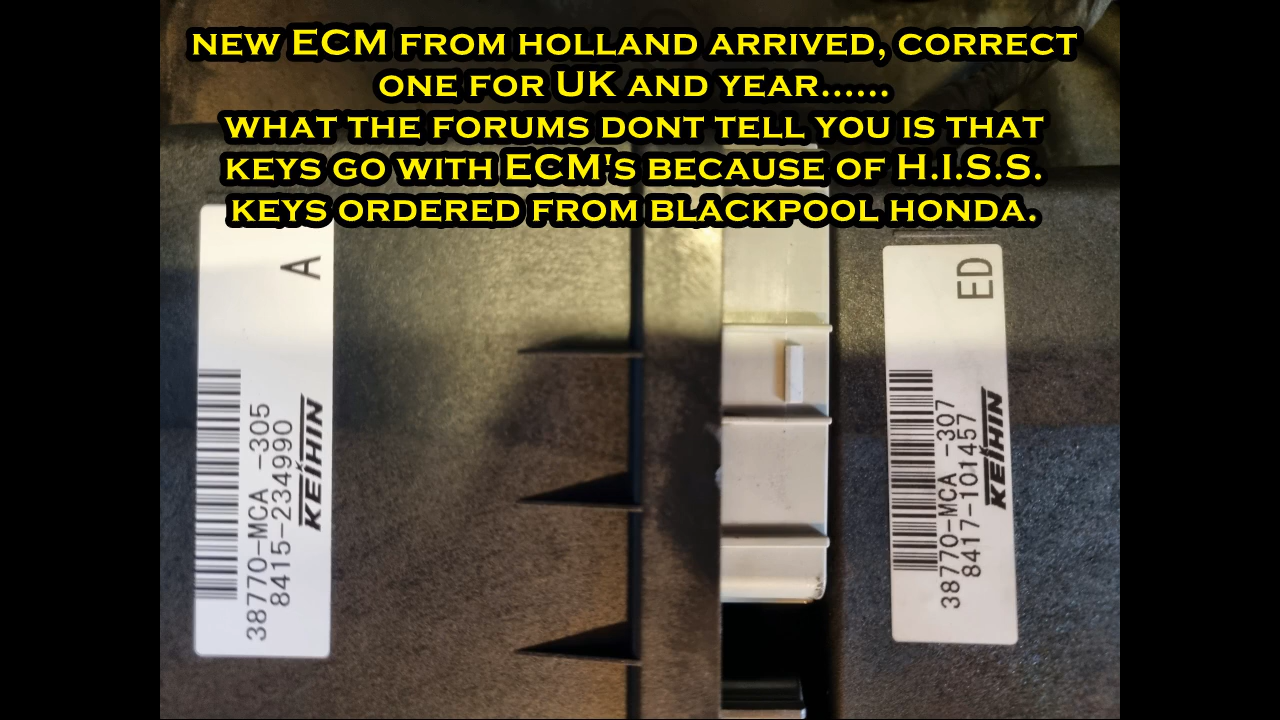 NEW ECM FROM HOLLAND ARRIVED, CORRECT
ONE FOR UK AND YEAR......
WHAT THE FORUMS DONT TELL YOU IS THAT
KEYS GO WITH ECM'S BECAUSE OF H.I.S.S.
KEYS ORDERED FROM BLACKPOOL HONDA.
A
38770-MCA -305
8415-234990
KEIHIN
ED
38770-MCA -307
8417-101457
KEIHIN